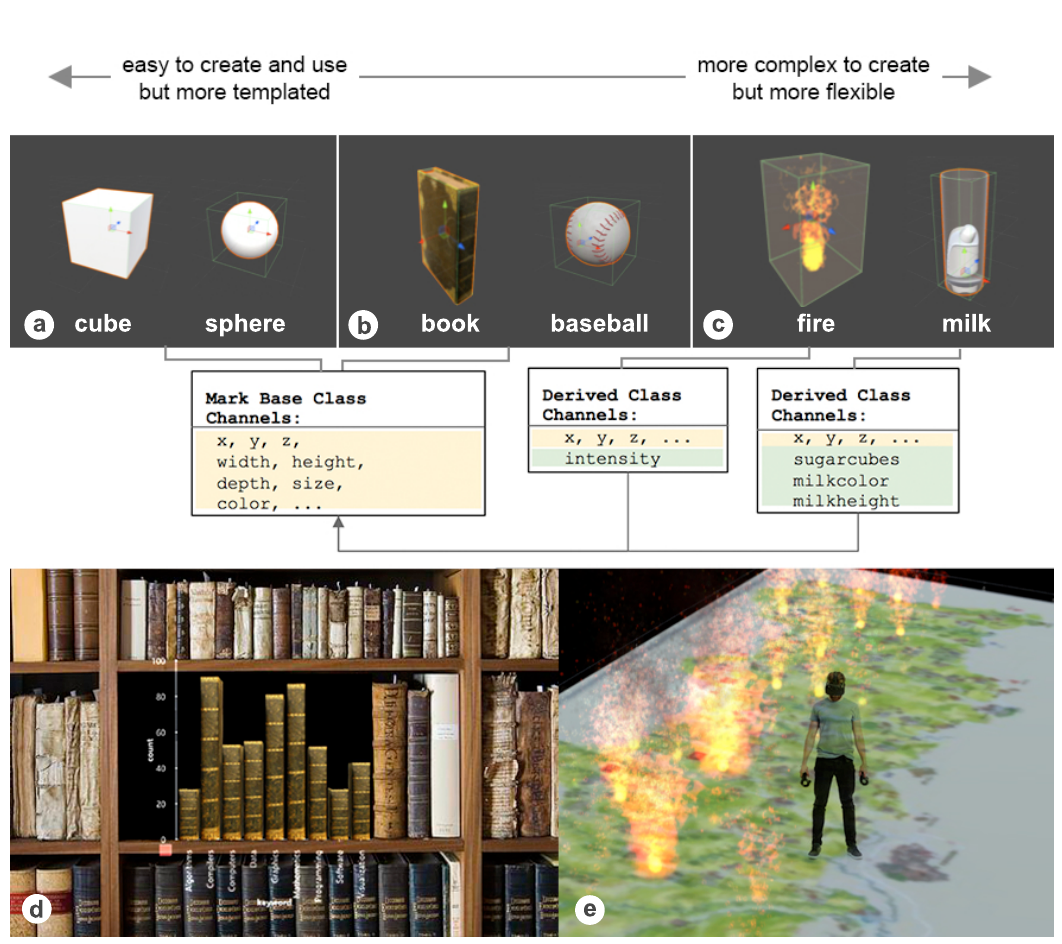 easy to create and use
but more templated
more complex to create
but more flexible
a cube sphere b book baseball c fire milk
Mark Base Class
Channels:
x, y, z,
width, height,
depth, size,
color, ...
Derived Class
Channels:
x, y, z, ...
intensity
Derived Class
Channels:
x, y, z, ...
sugarcubes
milkcolor
milkheight
100
80
60
40
20
0
count
Algorithms
Compilers
Computers
Data
Graphics
Mathematics
Programming
Software
Visualization
keyword
d
e